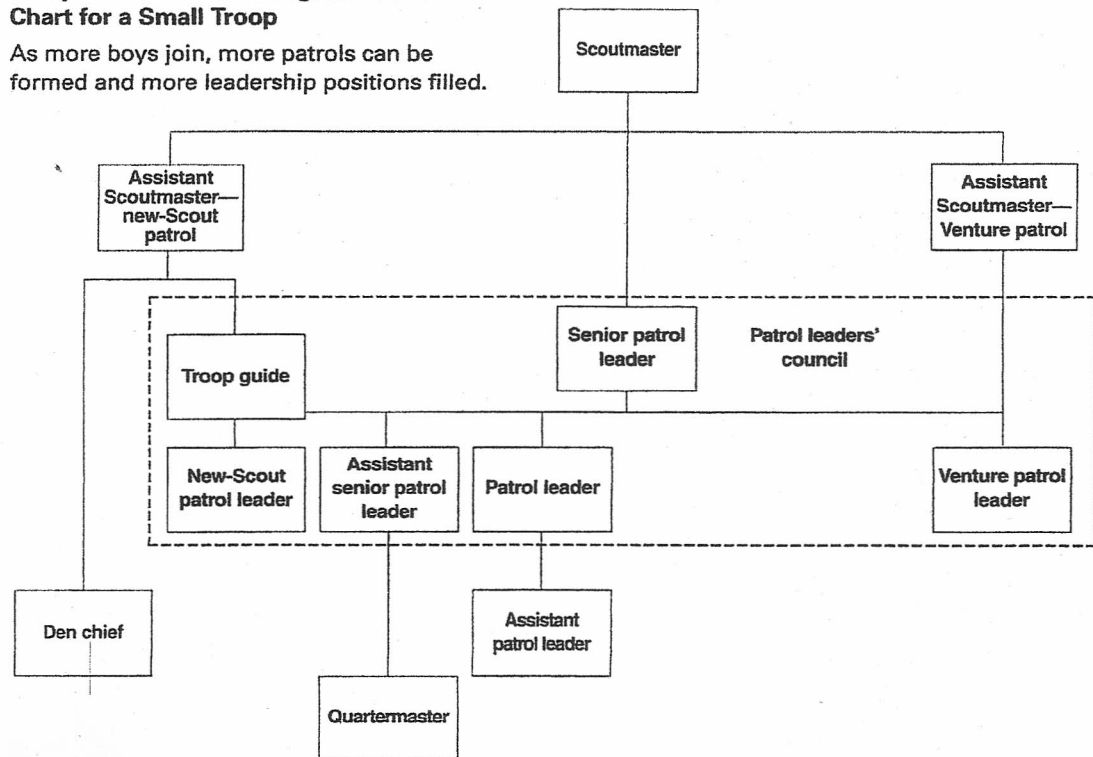 Chart for a Small Troop
As more boys join, more patrols can be
formed and more leadership positions filled.
Scoutmaster
Assistant
Scoutmaster—
new-Scout
patrol
Assistant
Scoutmaster—
Venture patrol
Senior patrol
leader
Patrol leaders'
council
Troop guide
New-Scout
patrol leader
Assistant
senior patrol
leader
Patrol leader
Venture patrol
leader
Den chief
Assistant
patrol leader
Quartermaster